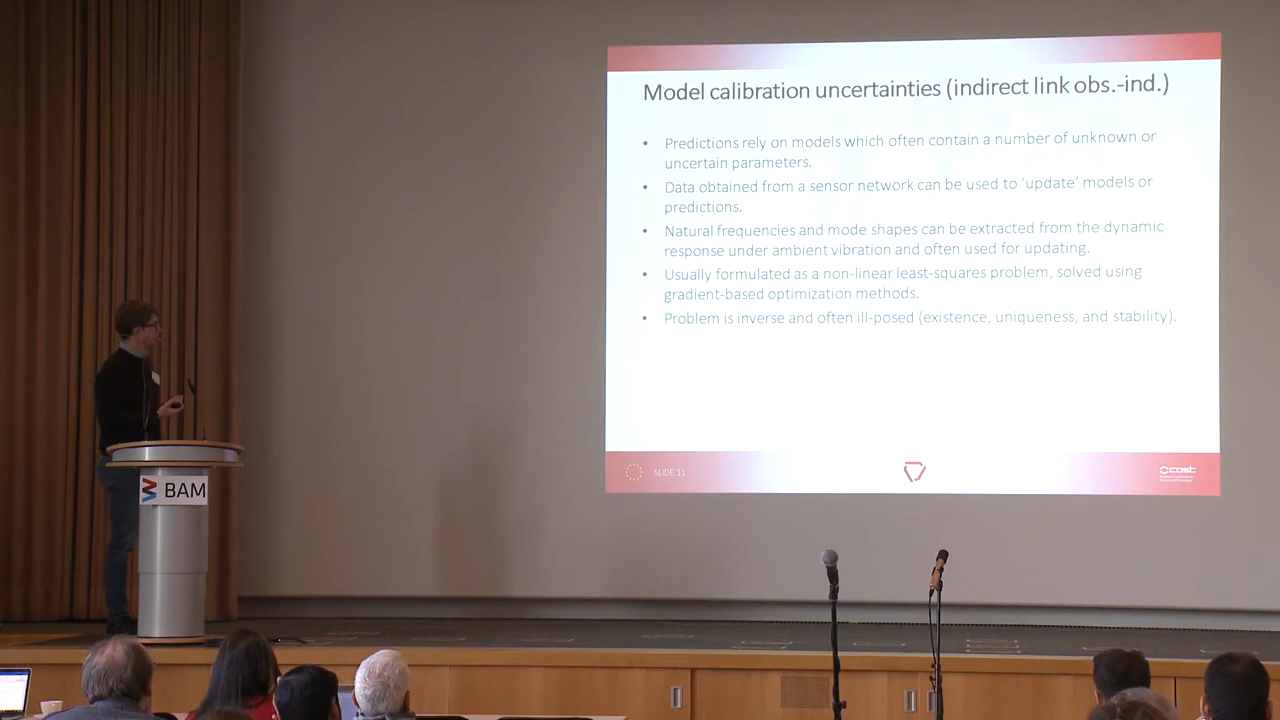 Model calibration uncertainties (indirect link obs.-ind.)
• Predictions rely on models which often contain a number of unknown or
uncertain parameters.
• Data obtained from a sensor network can be used to ‘update’ models or
predictions.
• Natural frequencies and mode shapes can be extracted from the dynamic
response under ambient vibration and often used for updating.
• Usually formulated as a non-linear least-squares problem, solved using
gradient-based optimization methods.
• Problem is inverse and often ill-posed (existence, uniqueness, and stability).
SLIDE 11
cost
BAM